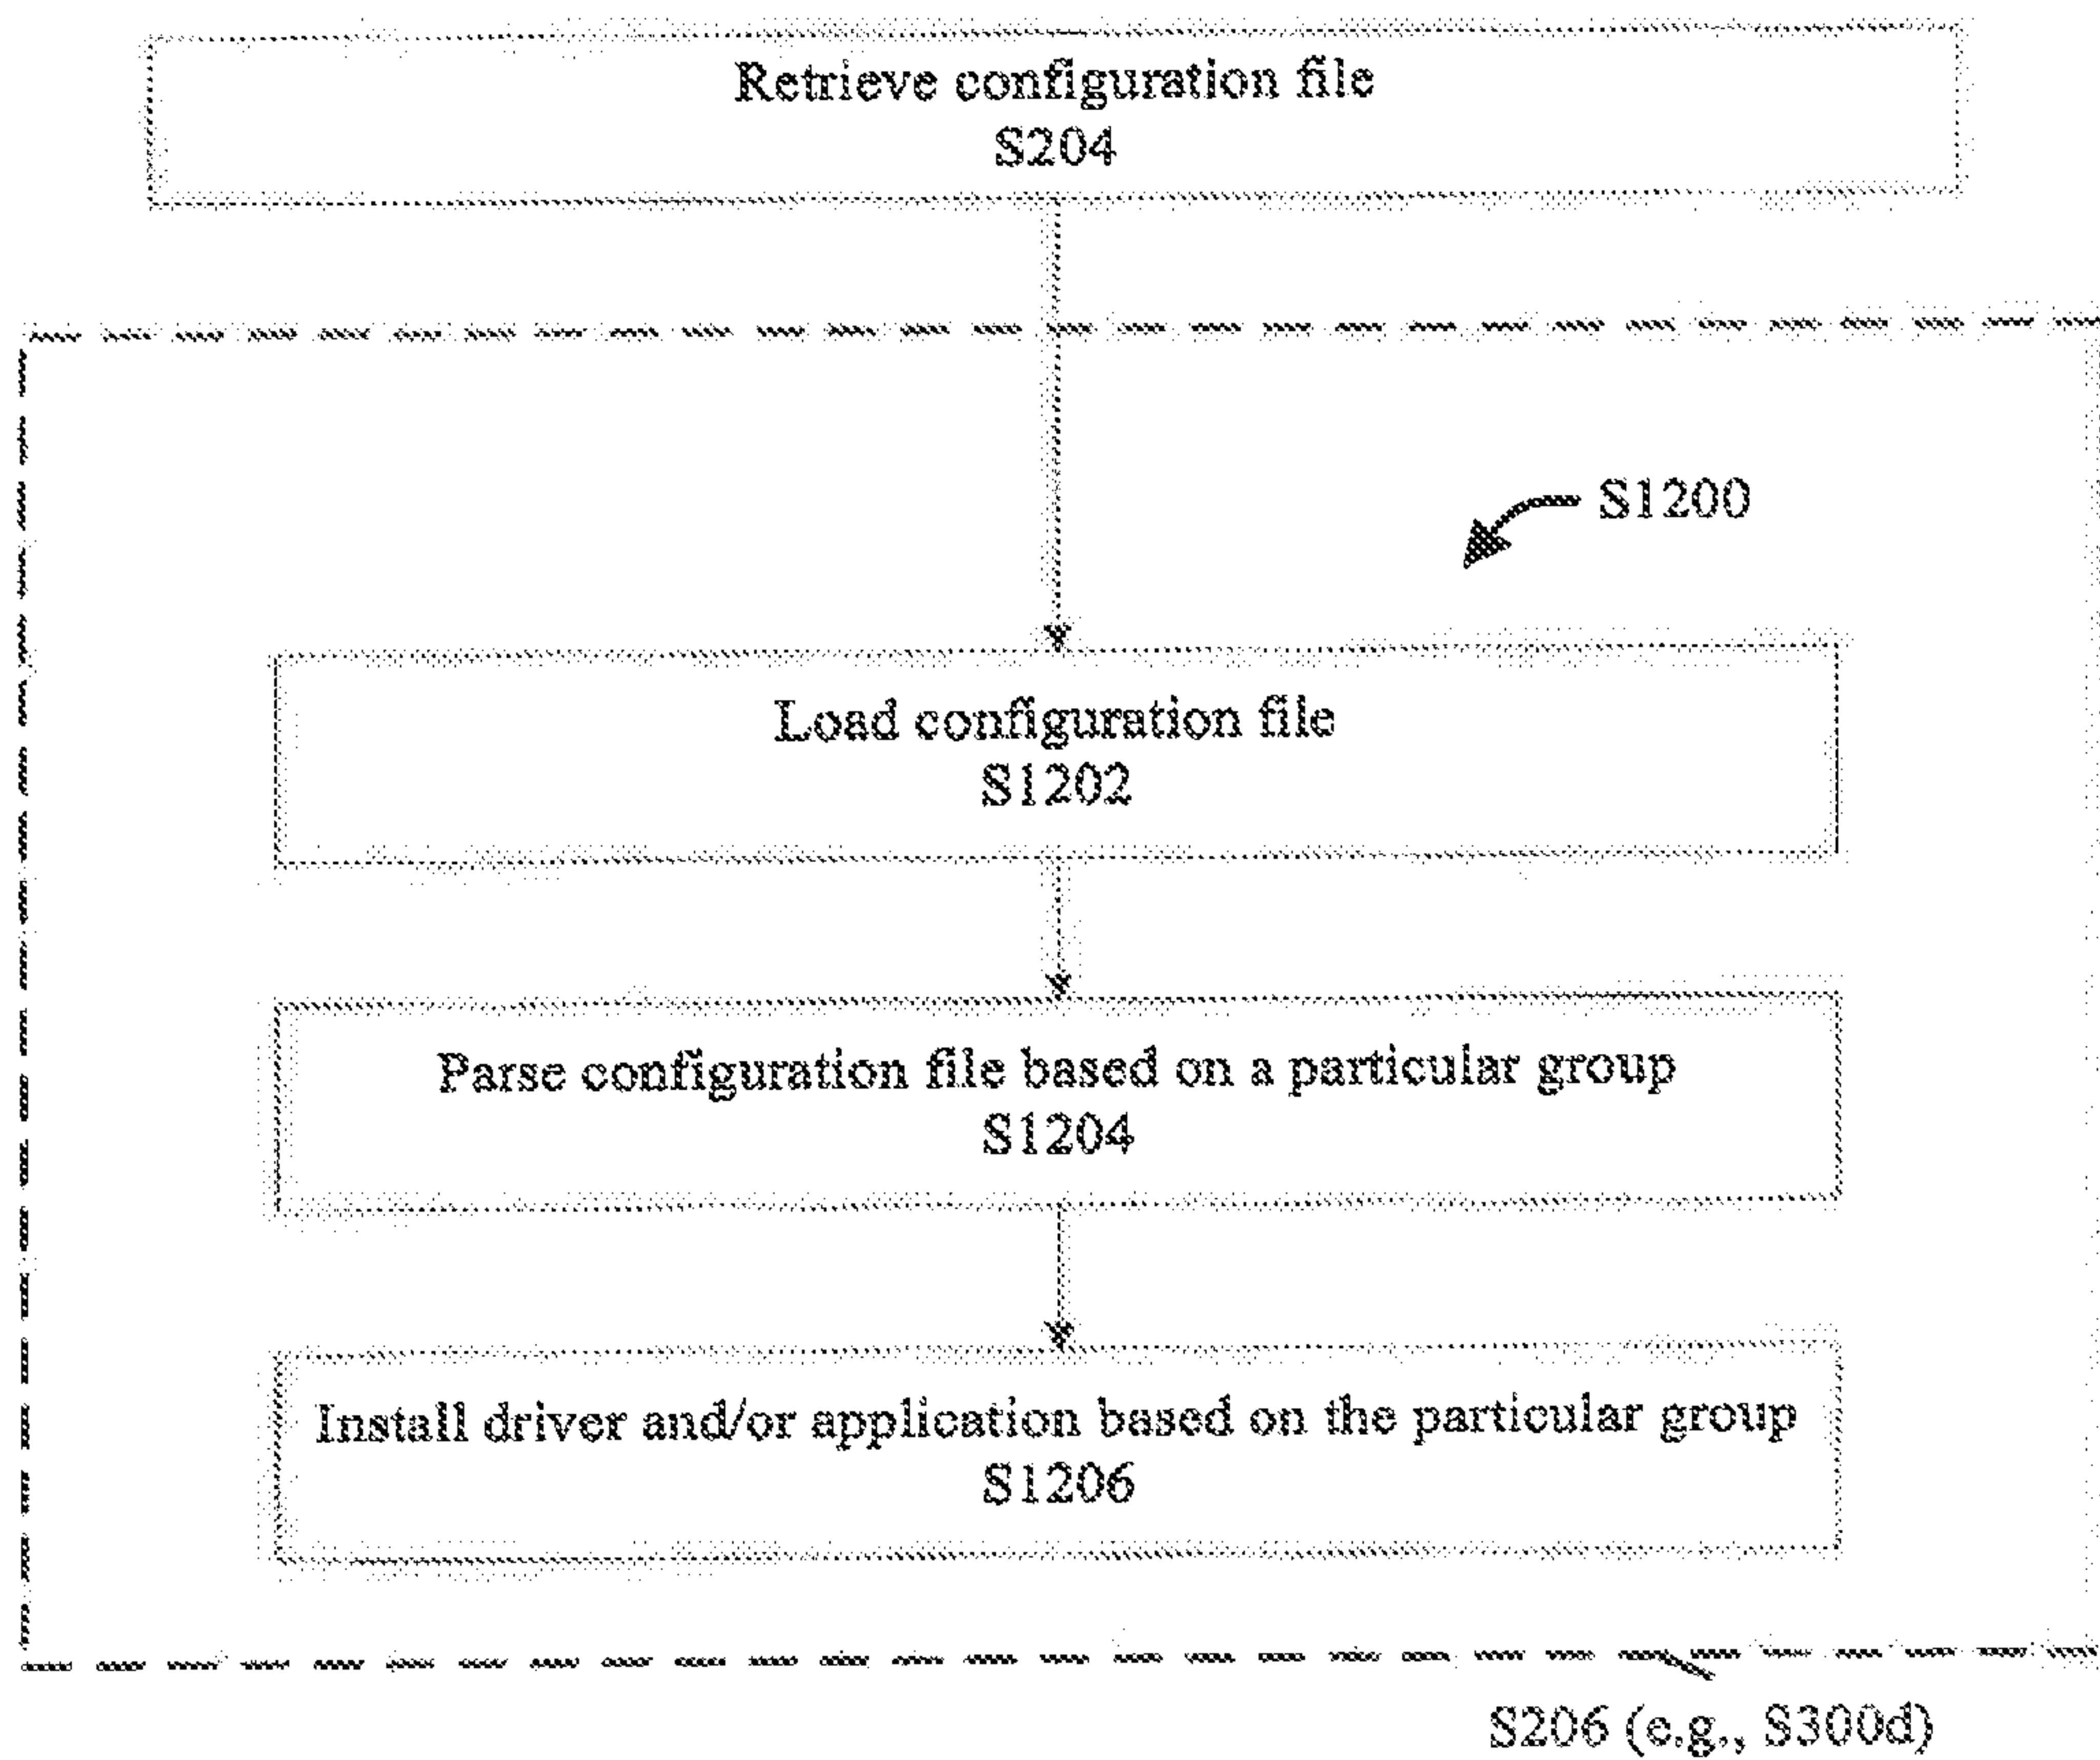 Retrieve configuration file
S204
S1200
Load configuration file
S1202
Parse configuration file based on a particular group
S1204
Install driver and/or application based on the particular group
S1206
S206 (e.g., S300d)